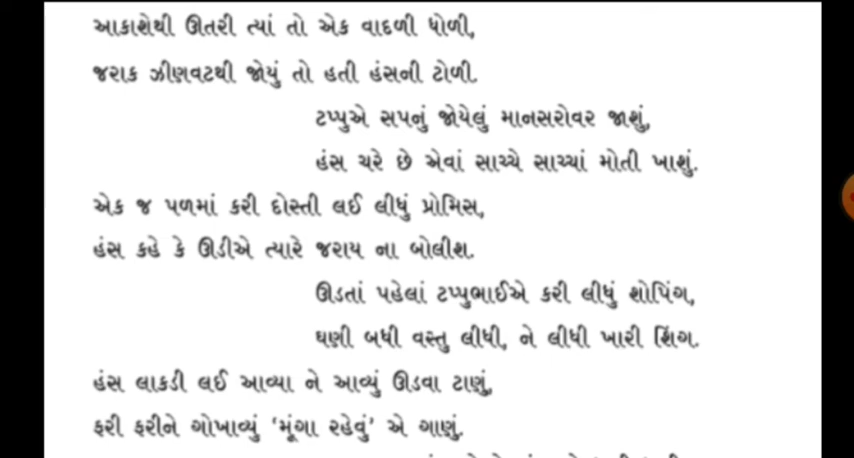 આકાશેથી ઊતરી ત્યાં તો એક વાદળી ધોળી,
જરાક ઝીણવટથી જોયું તો હતી હંસની ટોળી.
ટપ્પુએ સપનું જોયેલું માનસરોવર જાશું,
હંસ ચરે છે એવાં સાચ્ચે સાચ્ચાં મોતી ખાશું.
એક જ પળમાં કરી દોસ્તી લઈ લીધું પ્રોમિસ,
હંસ કહે કે ઊડીએ ત્યારે જરાય ના બોલીશ.
ઊડતાં પહેલાં ટપ્પુભાઈએ કરી લીધું શોપિંગ,
ઘણી બધી વસ્તુ લીધી, ને લીધી ખારી શિંગ.
હંસ લાકડી લઈ આવ્યા ને આવ્યું ઊડવા ટાણું,
ફરી ફરીને ગોખાવ્યું ‘મૂંગા રહેવું’ એ ગાણું.